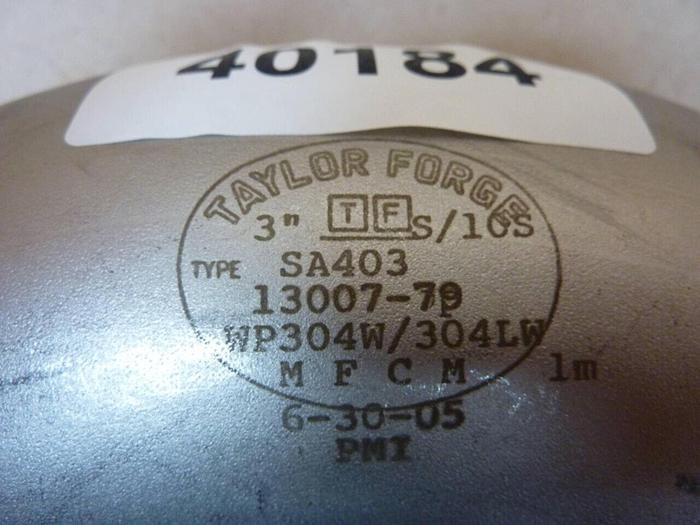 40184
TAYLOR FORGE
TF
3" S/10S
TYPE SA403
13007-79
WP304W/304LW
M F C M 1m
6-30-05
PMI